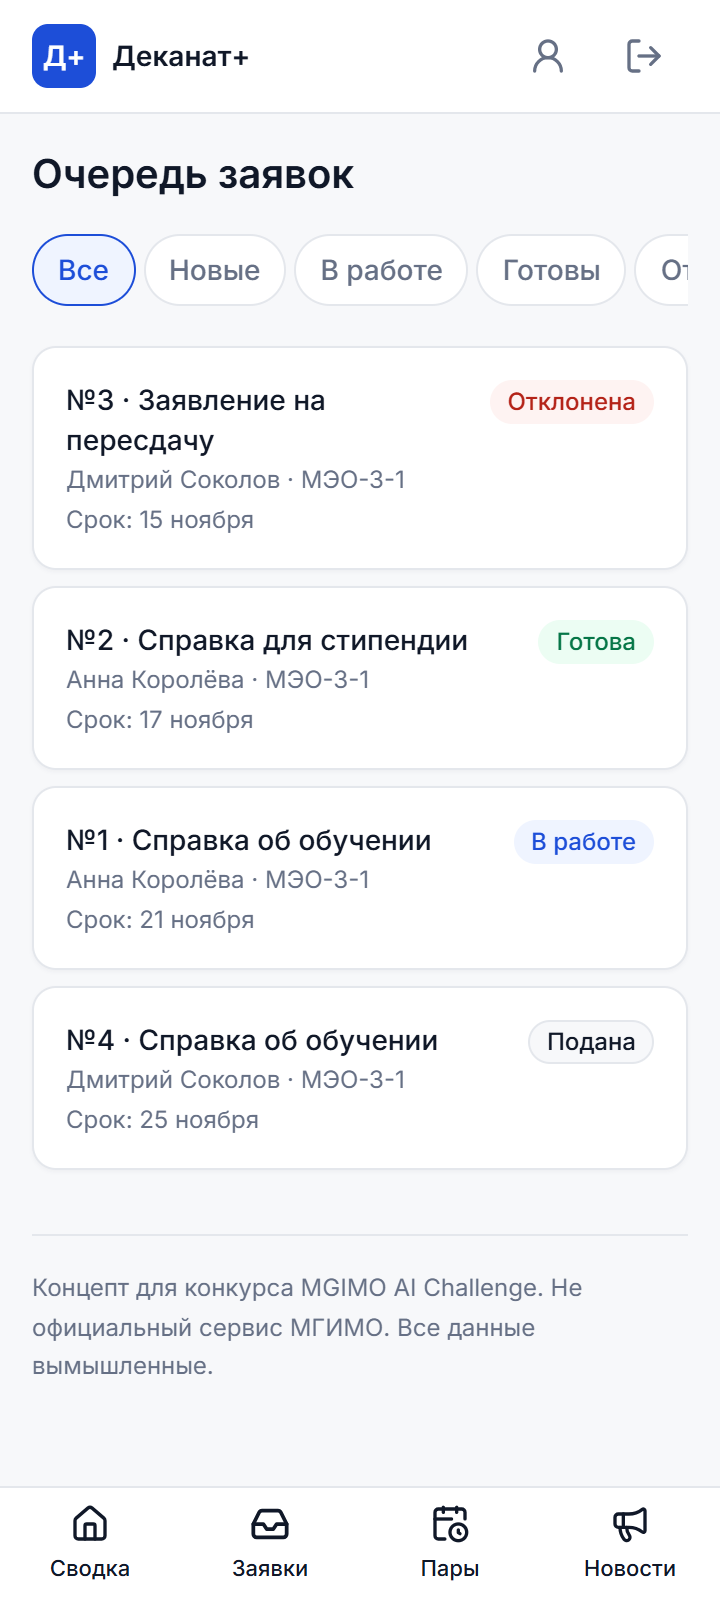 Д+ Деканат+
Очередь заявок
Все Новые В работе Готовы От
№3 · Заявление на пересдачу Отклонена
Дмитрий Соколов · МЭО-3-1
Срок: 15 ноября
№2 · Справка для стипендии Готова
Анна Королёва · МЭО-3-1
Срок: 17 ноября
№1 · Справка об обучении В работе
Анна Королёва · МЭО-3-1
Срок: 21 ноября
№4 · Справка об обучении Подана
Дмитрий Соколов · МЭО-3-1
Срок: 25 ноября
Концепт для конкурса MGIMO AI Challenge. Не
официальный сервис МГИМО. Все данные
вымышленные.
Сводка Заявки Пары Новости